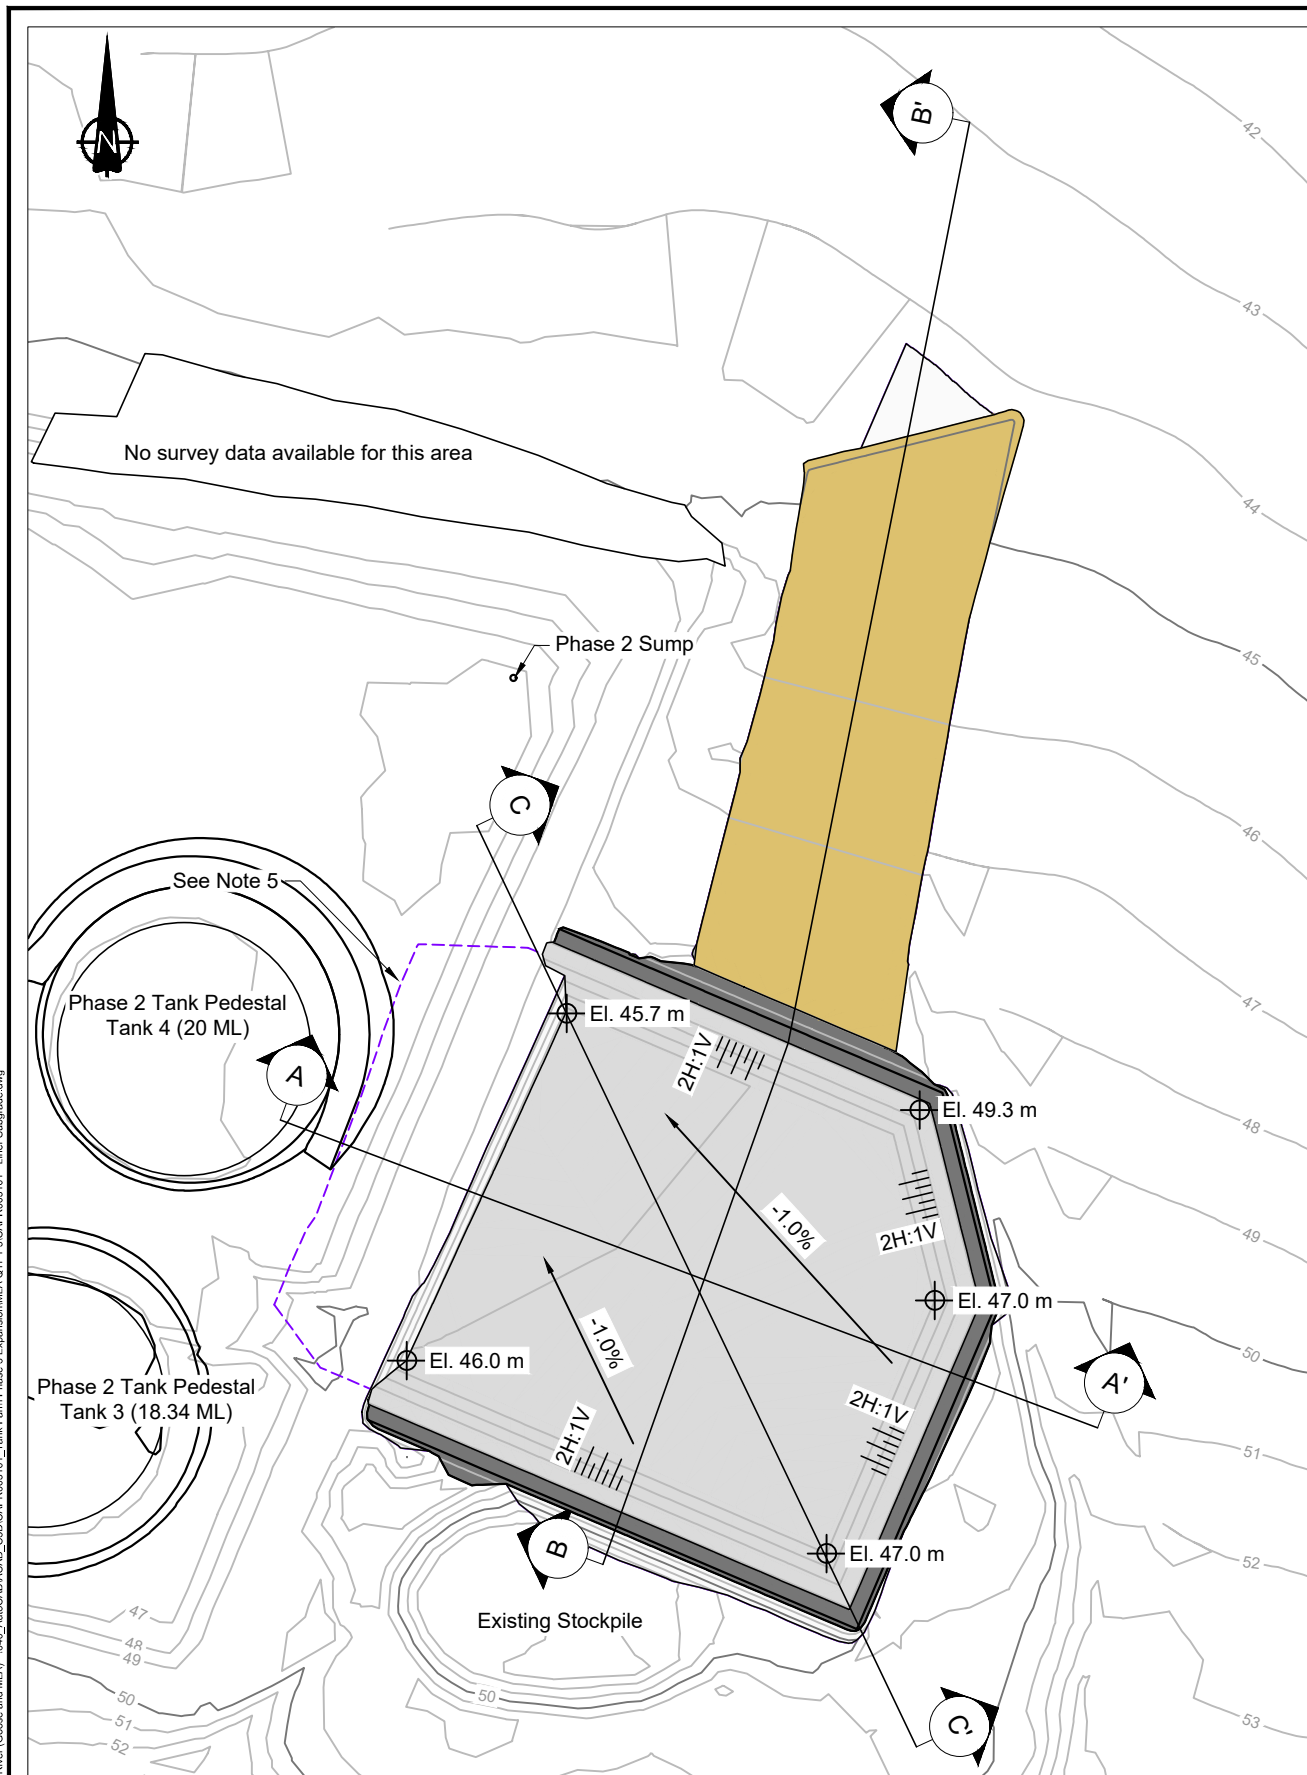 N
B'
42
43
No survey data available for this area
44
Phase 2 Sump
45
C
46
See Note 5
Phase 2 Tank Pedestal
Tank 4 (20 ML)
47
El. 45.7 m
2H:1V
A
El. 49.3 m
48
-1.0%
2H:1V
49
El. 47.0 m
-1.0%
50
El. 46.0 m
A'
Phase 2 Tank Pedestal
Tank 3 (18.34 ML)
2H:1V
2H:1V
51
B
El. 47.0 m
52
47
Existing Stockpile
48
49
50
50
51
C'
53
52